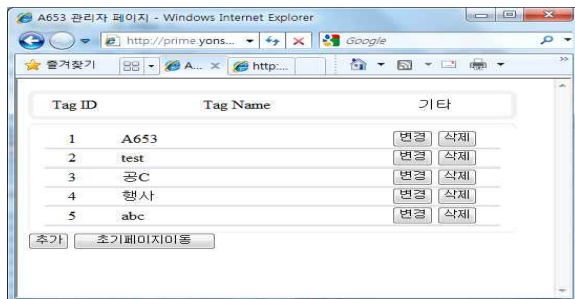 A653 관리자 페이지 - Windows Internet Explorer
http://prime.yons... Google
즐겨찾기 A... http:...
Tag ID Tag Name 기타
1 A653 변경 삭제
2 test 변경 삭제
3 공C 변경 삭제
4 행사 변경 삭제
5 abc 변경 삭제
추가 초기페이지이동